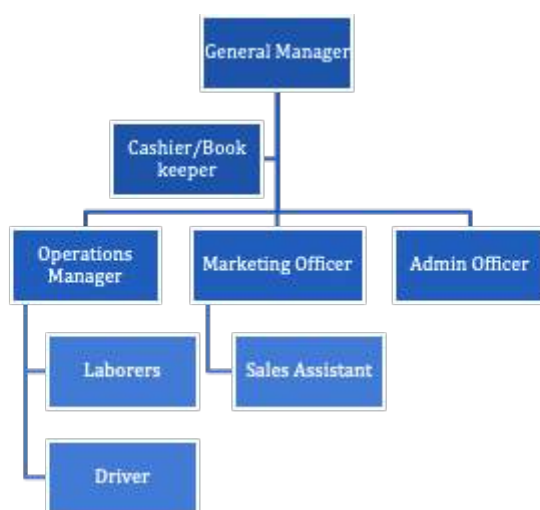 General Manager
Cashier/Book
keeper
Operations
Manager
Marketing Officer
Admin Officer
Laborers
Sales Assistant
Driver